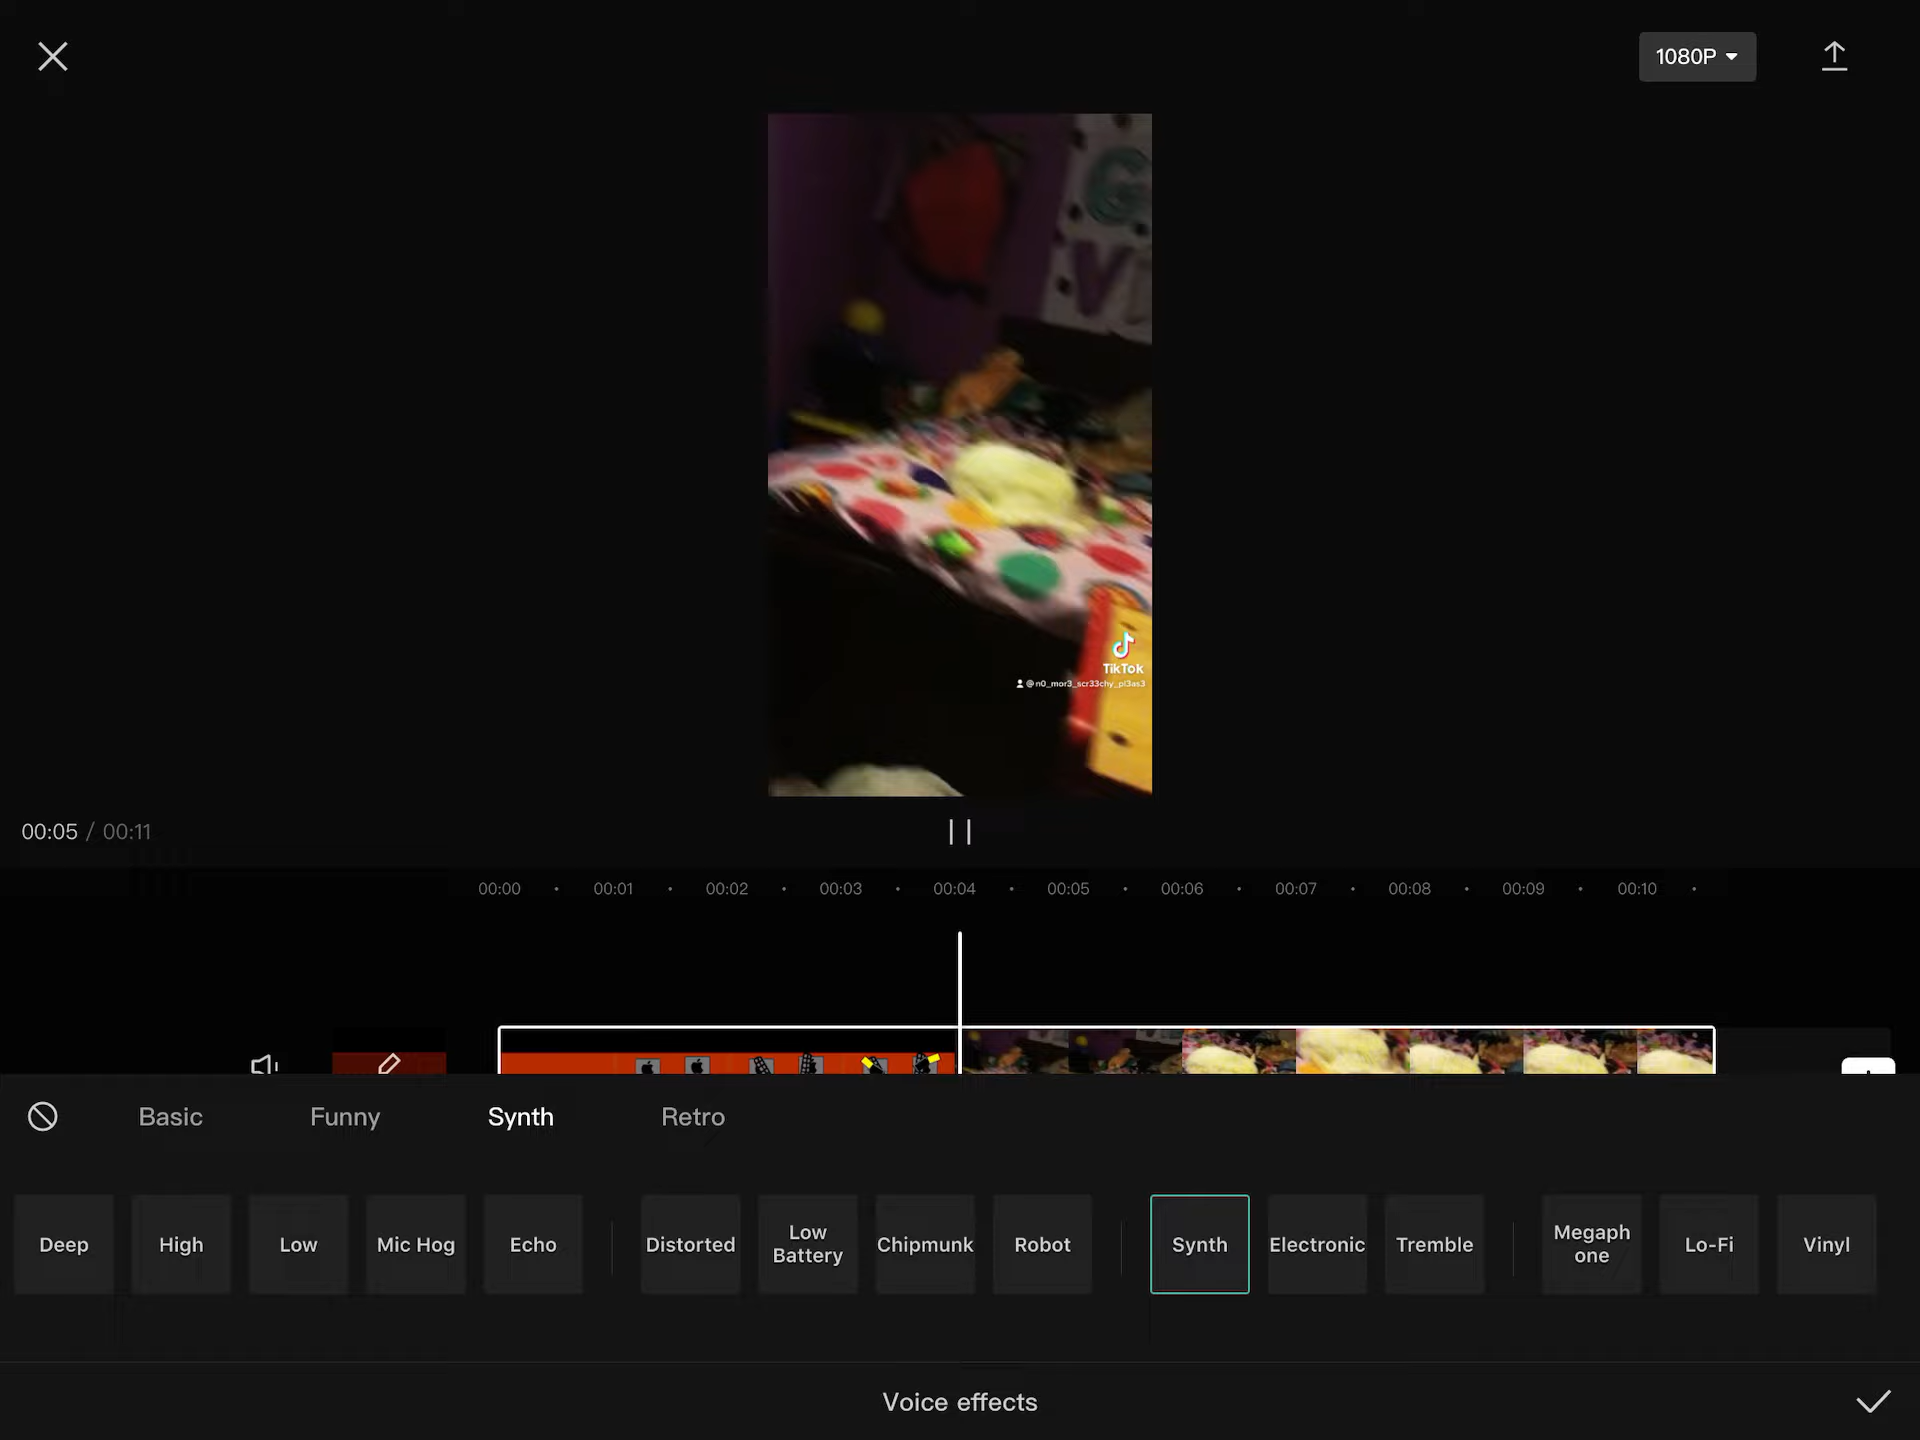 1080P
G
VI
TikTok
@n0_mor3_scr33chy_pl3as3
00:05 / 00:11
00:00 00:01 00:02 00:03 00:04 00:05 00:06 00:07 00:08 00:09 00:10
Basic Funny Synth Retro
Deep High Low Mic Hog Echo Distorted Low Battery Chipmunk Robot Synth Electronic Tremble Megaphone Lo-Fi Vinyl
Voice effects